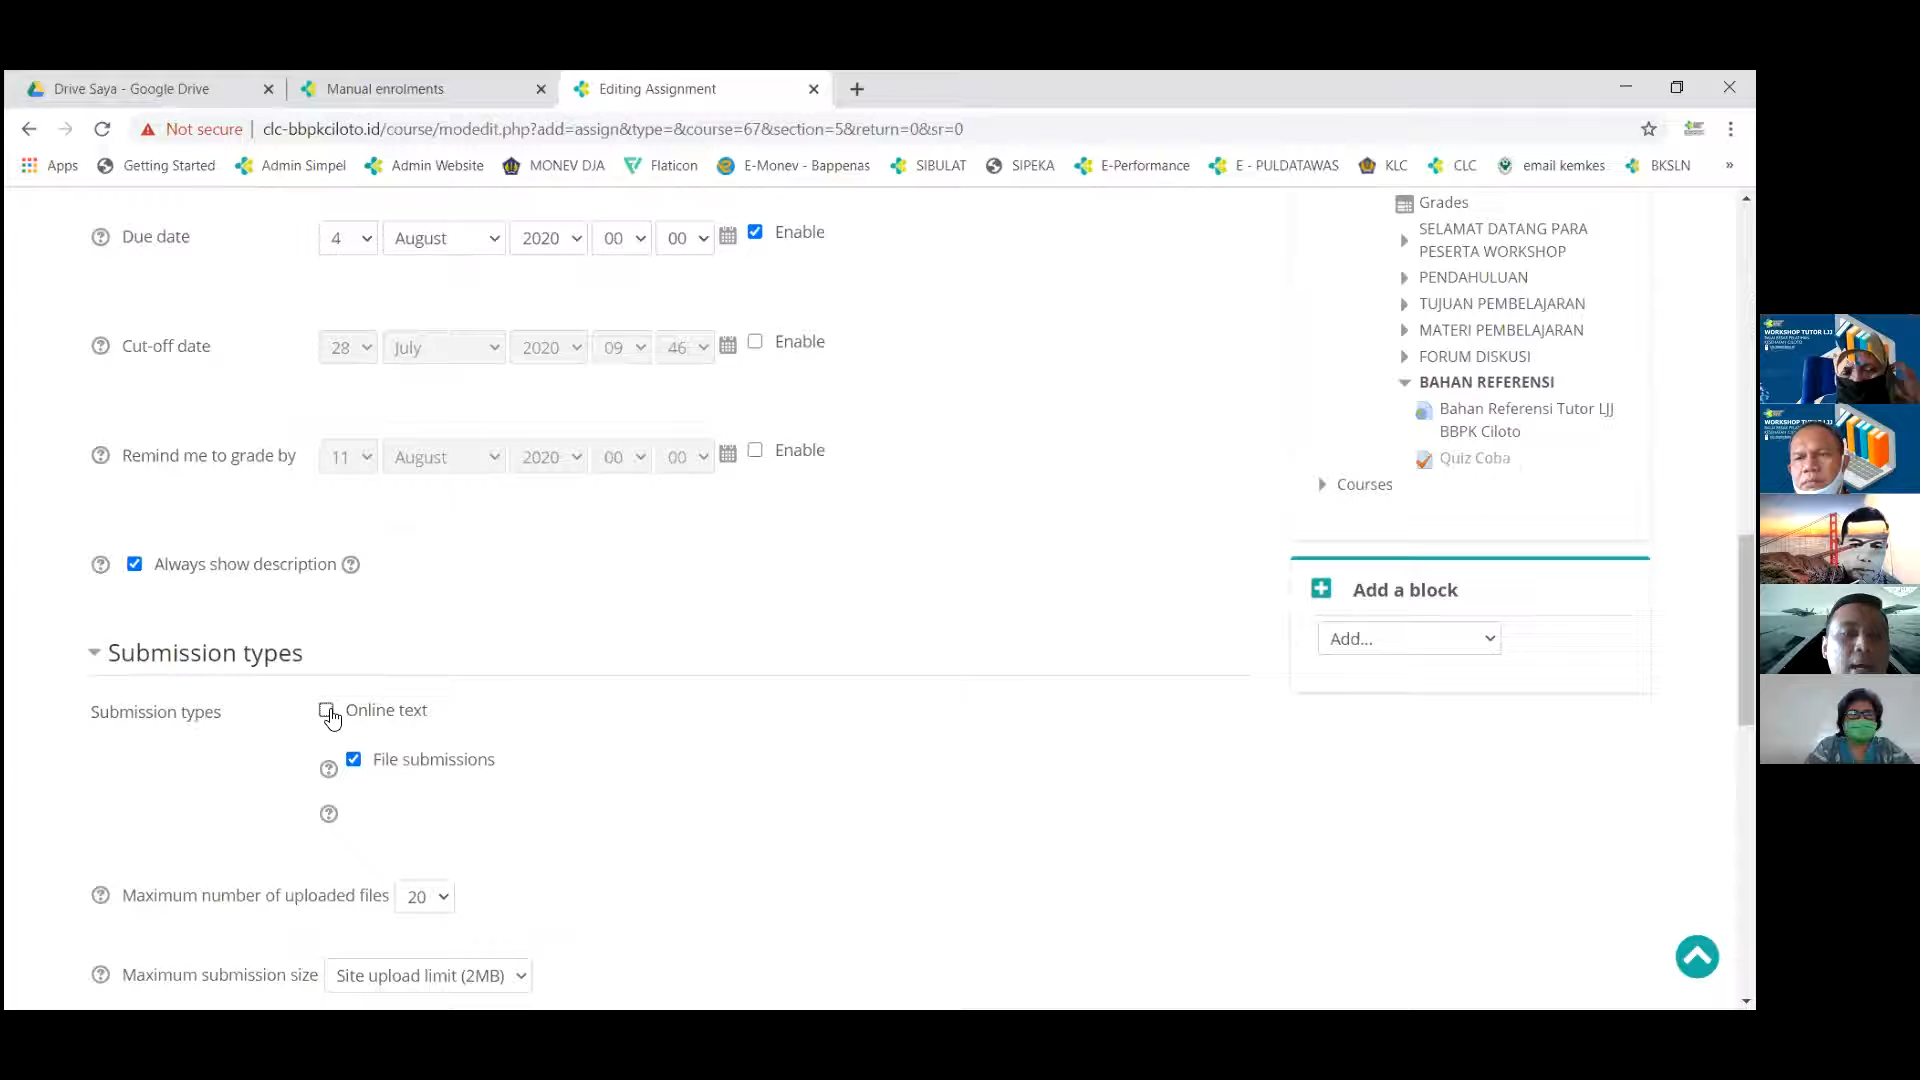 Drive Saya - Google Drive
Manual enrolments
Editing Assignment
Not secure
clc-bbpkciloto.id/course/modedit.php?add=assign&type=&course=67&section=5&return=0&sr=0
Apps
Getting Started
Admin Simpel
Admin Website
MONEV DJA
Flaticon
E-Monev - Bappenas
SIBULAT
SIPEKA
E-Performance
E - PULDATAWAS
KLC
CLC
email kemkes
BKSLN
»
Due date
4 August 2020 00 00
Enable
Cut-off date
28 July 2020 09 46
Enable
Remind me to grade by
11 August 2020 00 00
Enable
Always show description
Submission types
Submission types
Online text
File submissions
Maximum number of uploaded files
20
Maximum submission size
Site upload limit (2MB)
Grades
SELAMAT DATANG PARA
PESERTA WORKSHOP
PENDAHULUAN
TUJUAN PEMBELAJARAN
MATERI PEMBELAJARAN
FORUM DISKUSI
BAHAN REFERENSI
Bahan Referensi Tutor LJJ
BBPK Ciloto
Quiz Coba
Courses
Add a block
Add...
WORKSHOP TUTOR LJJ
WORKSHOP TUTOR LJJ